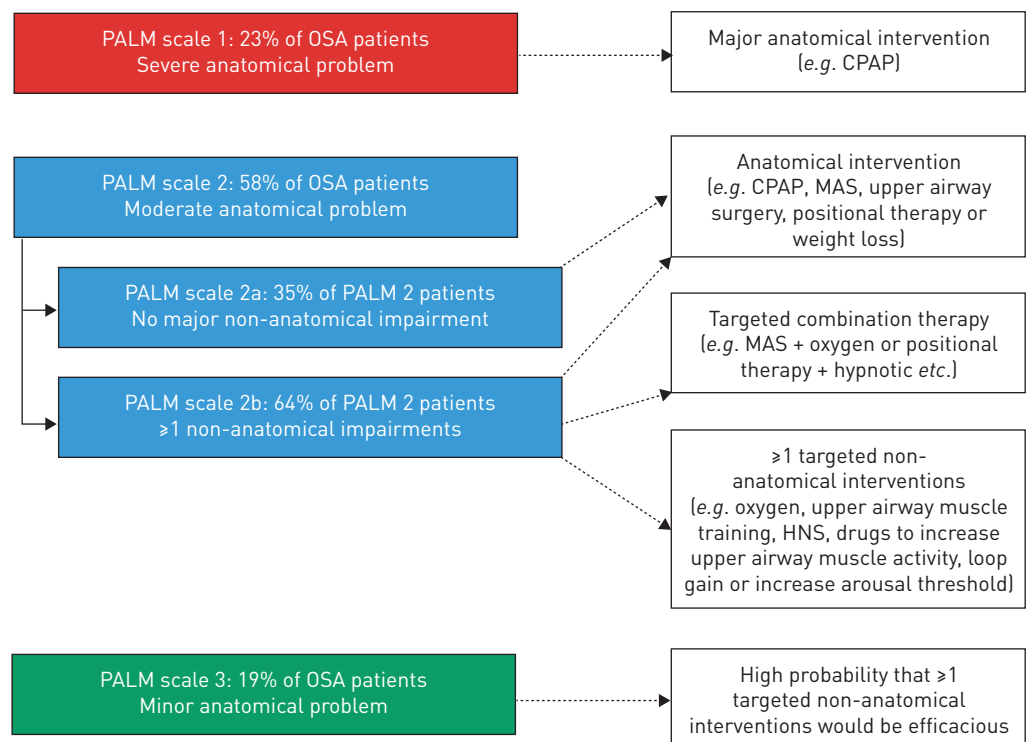 PALM scale 1: 23% of OSA patients
Severe anatomical problem
Major anatomical intervention
(e.g. CPAP)
PALM scale 2: 58% of OSA patients
Moderate anatomical problem
Anatomical intervention
(e.g. CPAP, MAS, upper airway
surgery, positional therapy or
weight loss)
PALM scale 2a: 35% of PALM 2 patients
No major non-anatomical impairment
Targeted combination therapy
(e.g. MAS + oxygen or positional
therapy + hypnotic etc.)
PALM scale 2b: 64% of PALM 2 patients
⩾1 non-anatomical impairments
⩾1 targeted non-
anatomical interventions
(e.g. oxygen, upper airway muscle
training, HNS, drugs to increase
upper airway muscle activity, loop
gain or increase arousal threshold)
PALM scale 3: 19% of OSA patients
Minor anatomical problem
High probability that ⩾1
targeted non-anatomical
interventions would be efficacious